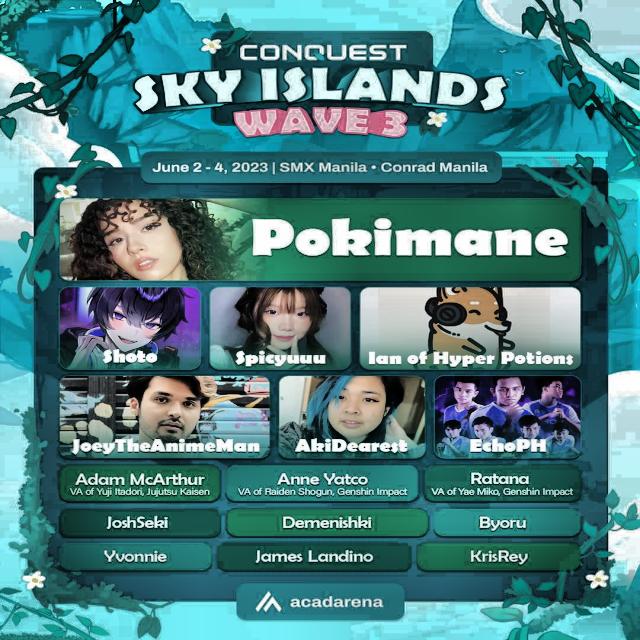 CONQUEST
SKY ISLANDS
WAVE 3
June 2 - 4, 2023 | SMX Manila • Conrad Manila
Pokimane
Shoto
Spicyuuu
Ian of Hyper Potions
JoeyTheAnimeMan
AkiDearest
EchoPH
Adam McArthur
VA of Yuji Itadori, Jujutsu Kaisen
Anne Yatco
VA of Raiden Shogun, Genshin Impact
Ratana
VA of Yae Miko, Genshin Impact
JoshSeki
Demenishki
Byoru
Yvonnie
James Landino
KrisRey
acadarena